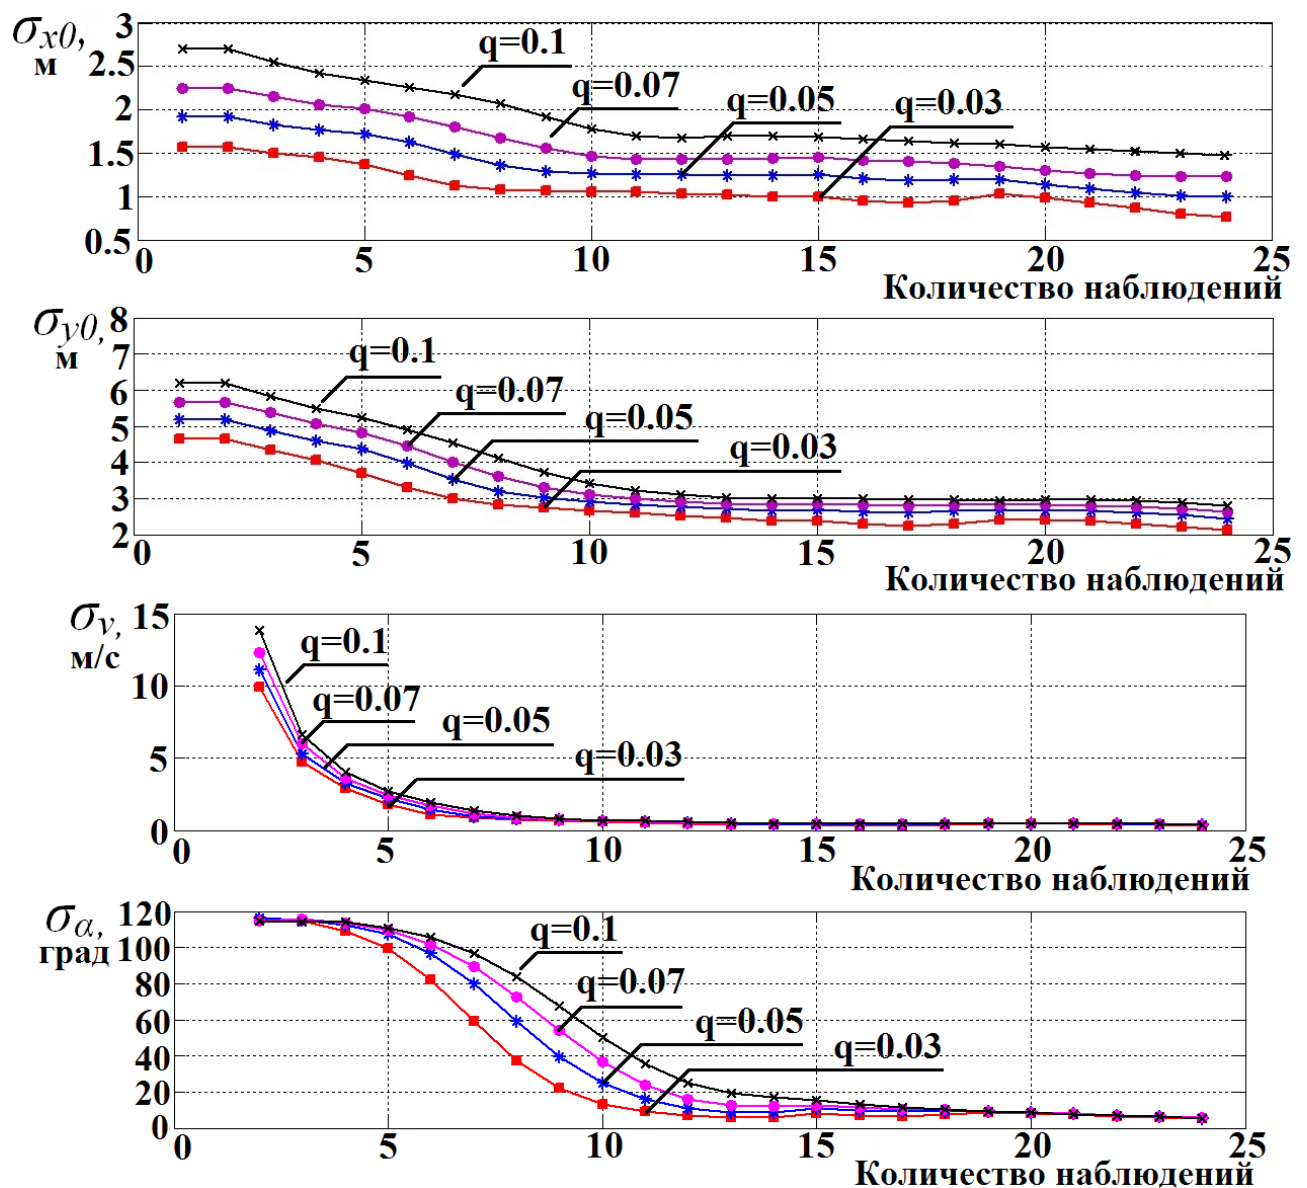 σx0, м
3
2.5
2
1.5
1
0.5
q=0.1
q=0.07
q=0.05
q=0.03
0 5 10 15 20 25
Количество наблюдений
σy0, м
8
7
6
5
4
3
2
q=0.1
q=0.07
q=0.05
q=0.03
0 5 10 15 20 25
Количество наблюдений
σv, м/с
15
10
5
0
q=0.1
q=0.07
q=0.05
q=0.03
0 5 10 15 20 25
Количество наблюдений
σα, град
120
100
80
60
40
20
0
q=0.1
q=0.07
q=0.05
q=0.03
0 5 10 15 20 25
Количество наблюдений